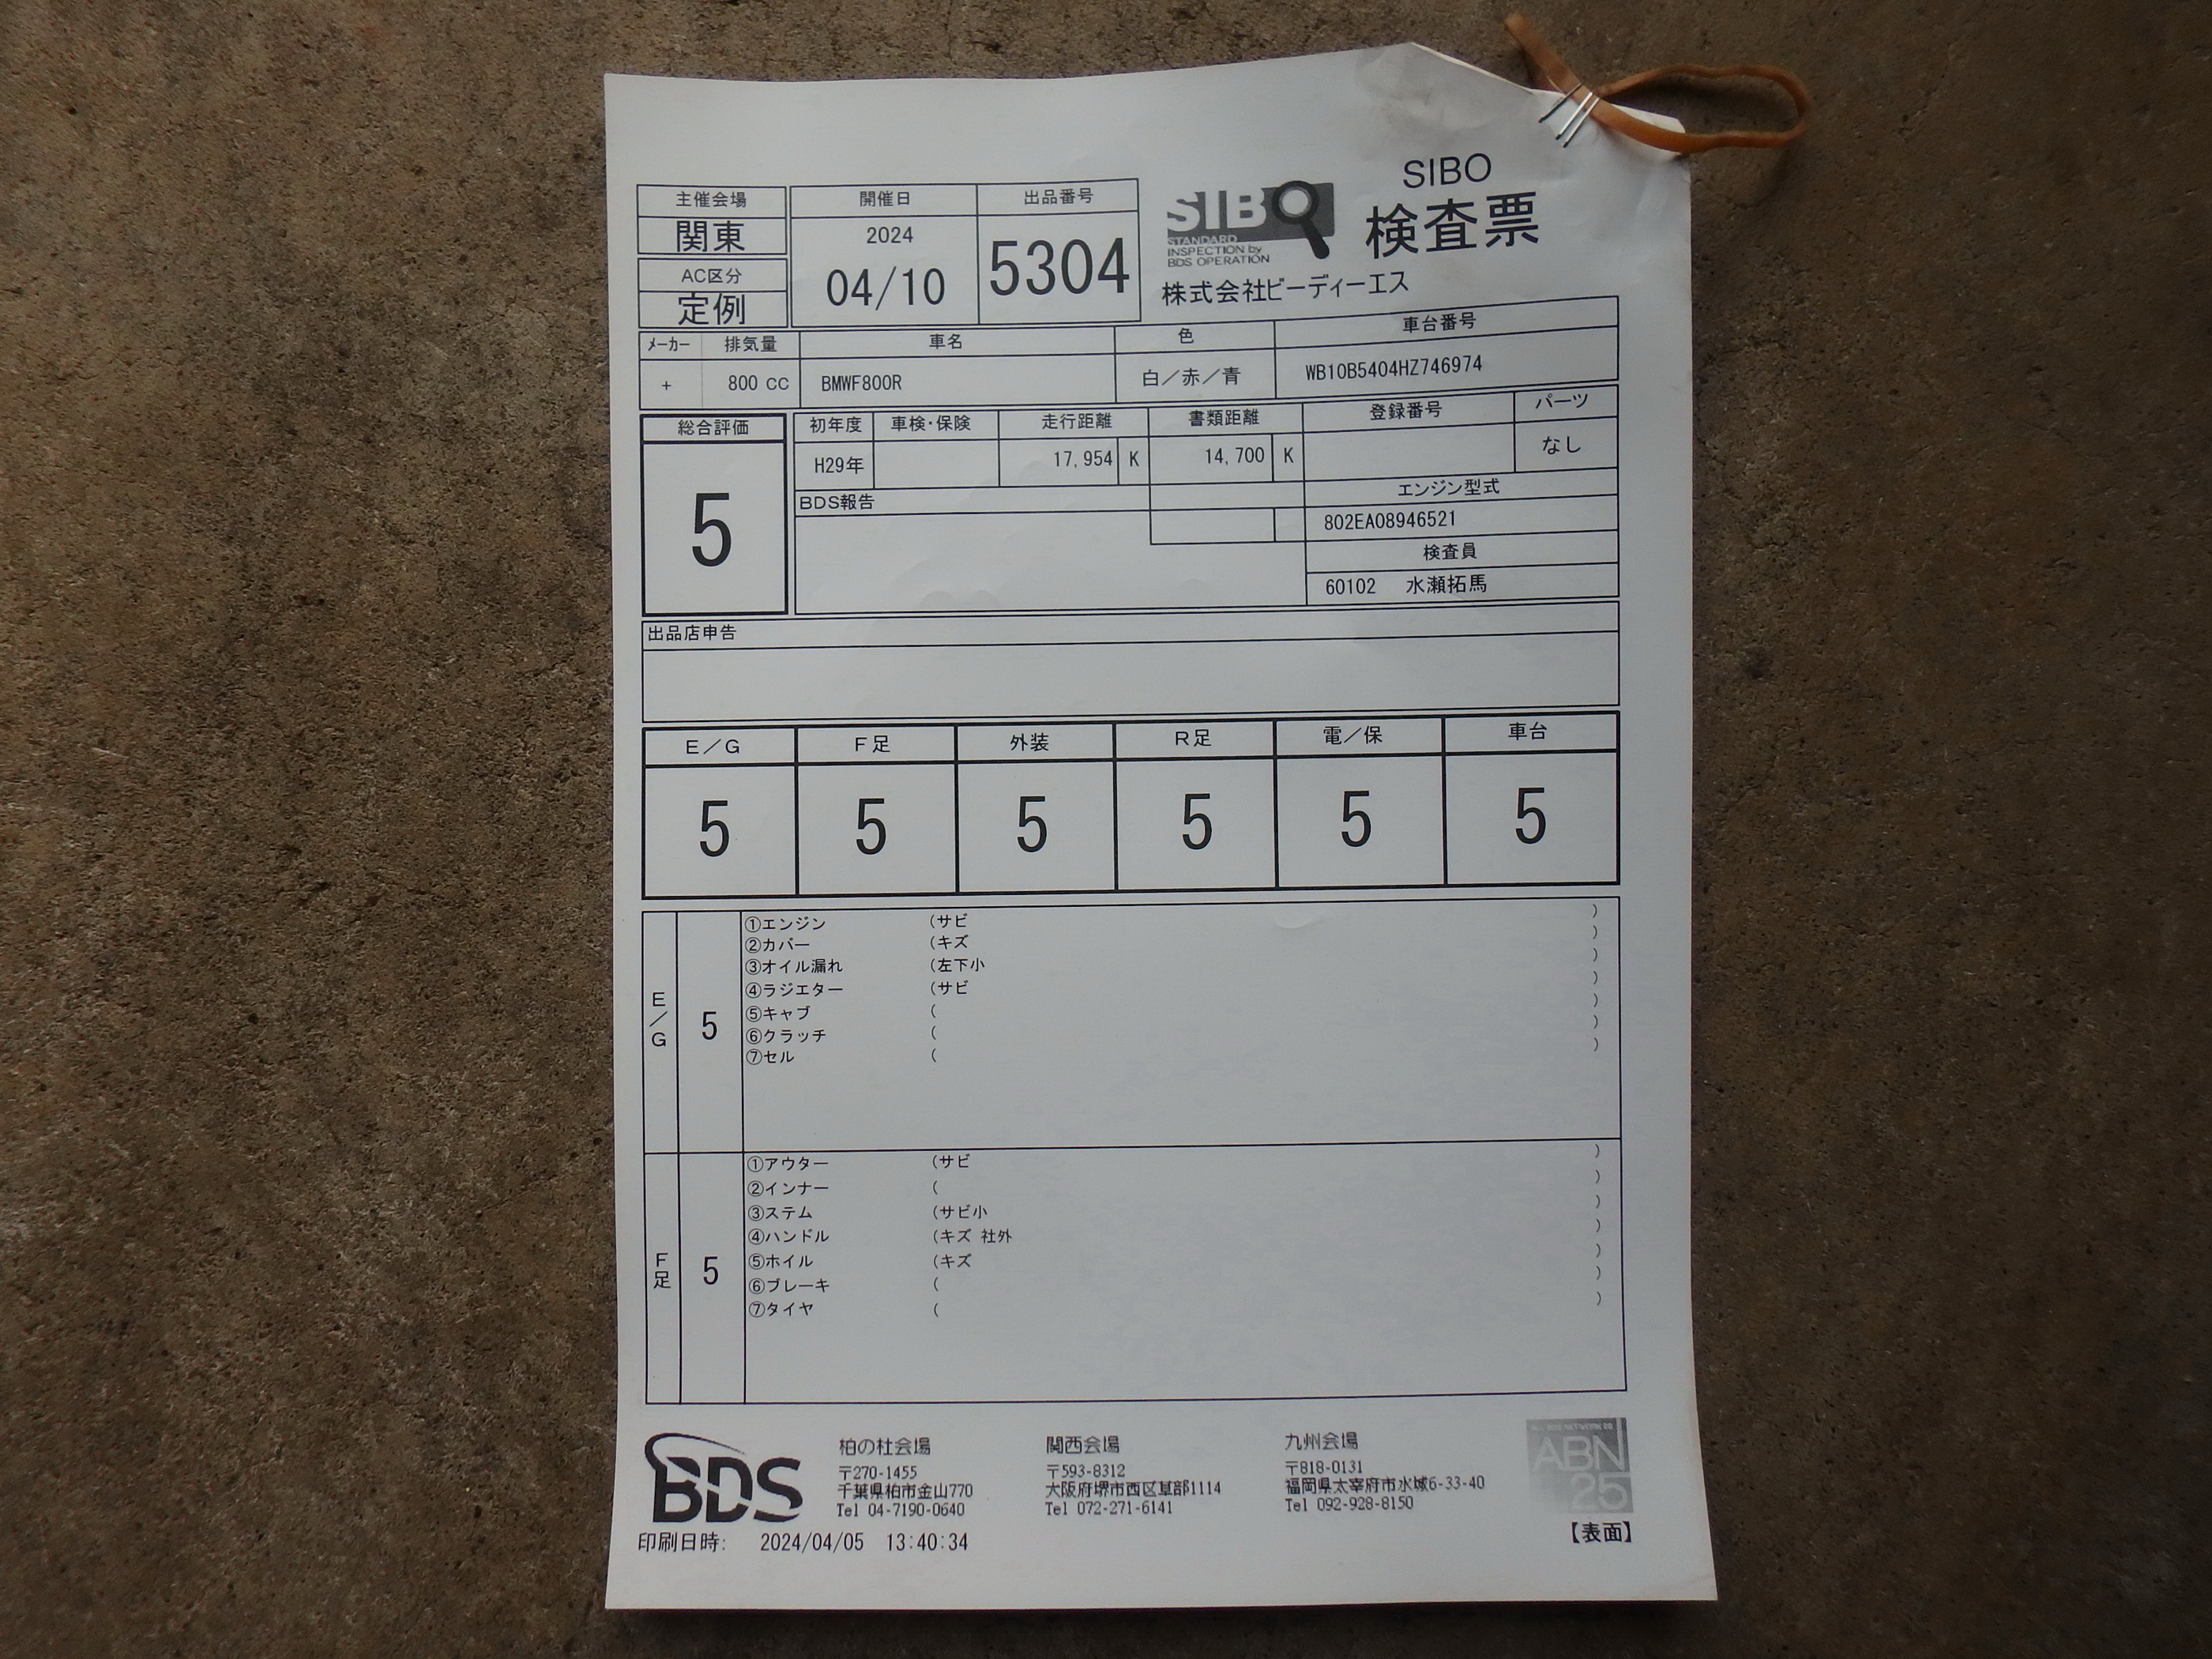 SIBO
主催会場 開催日 出品番号
関東 2024 5304
AC区分 04/10
定例
SIBO
STANDARD
INSPECTION by
BDS OPERATION
検査票
株式会社ビーディーエス
メーカー 排気量 車名 色 車台番号
+ 800 CC BMWF800R 白/赤/青 WB10B5404HZ746974
総合評価 初年度 車検・保険 走行距離 書類距離 登録番号 パーツ
5 H29年 17,954 K 14,700 K なし
BDS報告 エンジン型式
802EA08946521
検査員
60102 水瀬拓馬
出品店申告
E/G F足 外装 R足 電/保 車台
5 5 5 5 5 5
E/G 5
①エンジン (サビ )
②カバー (キズ )
③オイル漏れ (左下小 )
④ラジエター (サビ )
⑤キャブ ( )
⑥クラッチ ( )
⑦セル ( )
F足 5
①アウター (サビ )
②インナー ( )
③ステム (サビ小 )
④ハンドル (キズ 社外 )
⑤ホイル (キズ )
⑥ブレーキ ( )
⑦タイヤ ( )
BDS
柏の杜会場 関西会場 九州会場
〒270-1455 〒593-8312 〒818-0131
千葉県柏市金山770 大阪府堺市西区草部1114 福岡県太宰府市水城6-33-40
Tel 04-7190-0640 Tel 072-271-6141 Tel 092-928-8150
ABN
25
【表面】
印刷日時: 2024/04/05 13:40:34